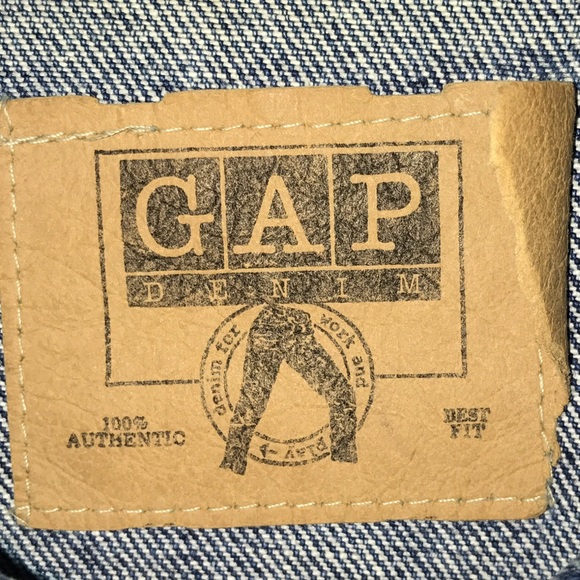 GAP
DENIM
denim for work and play
100%
AUTHENTIC
BEST
FIT